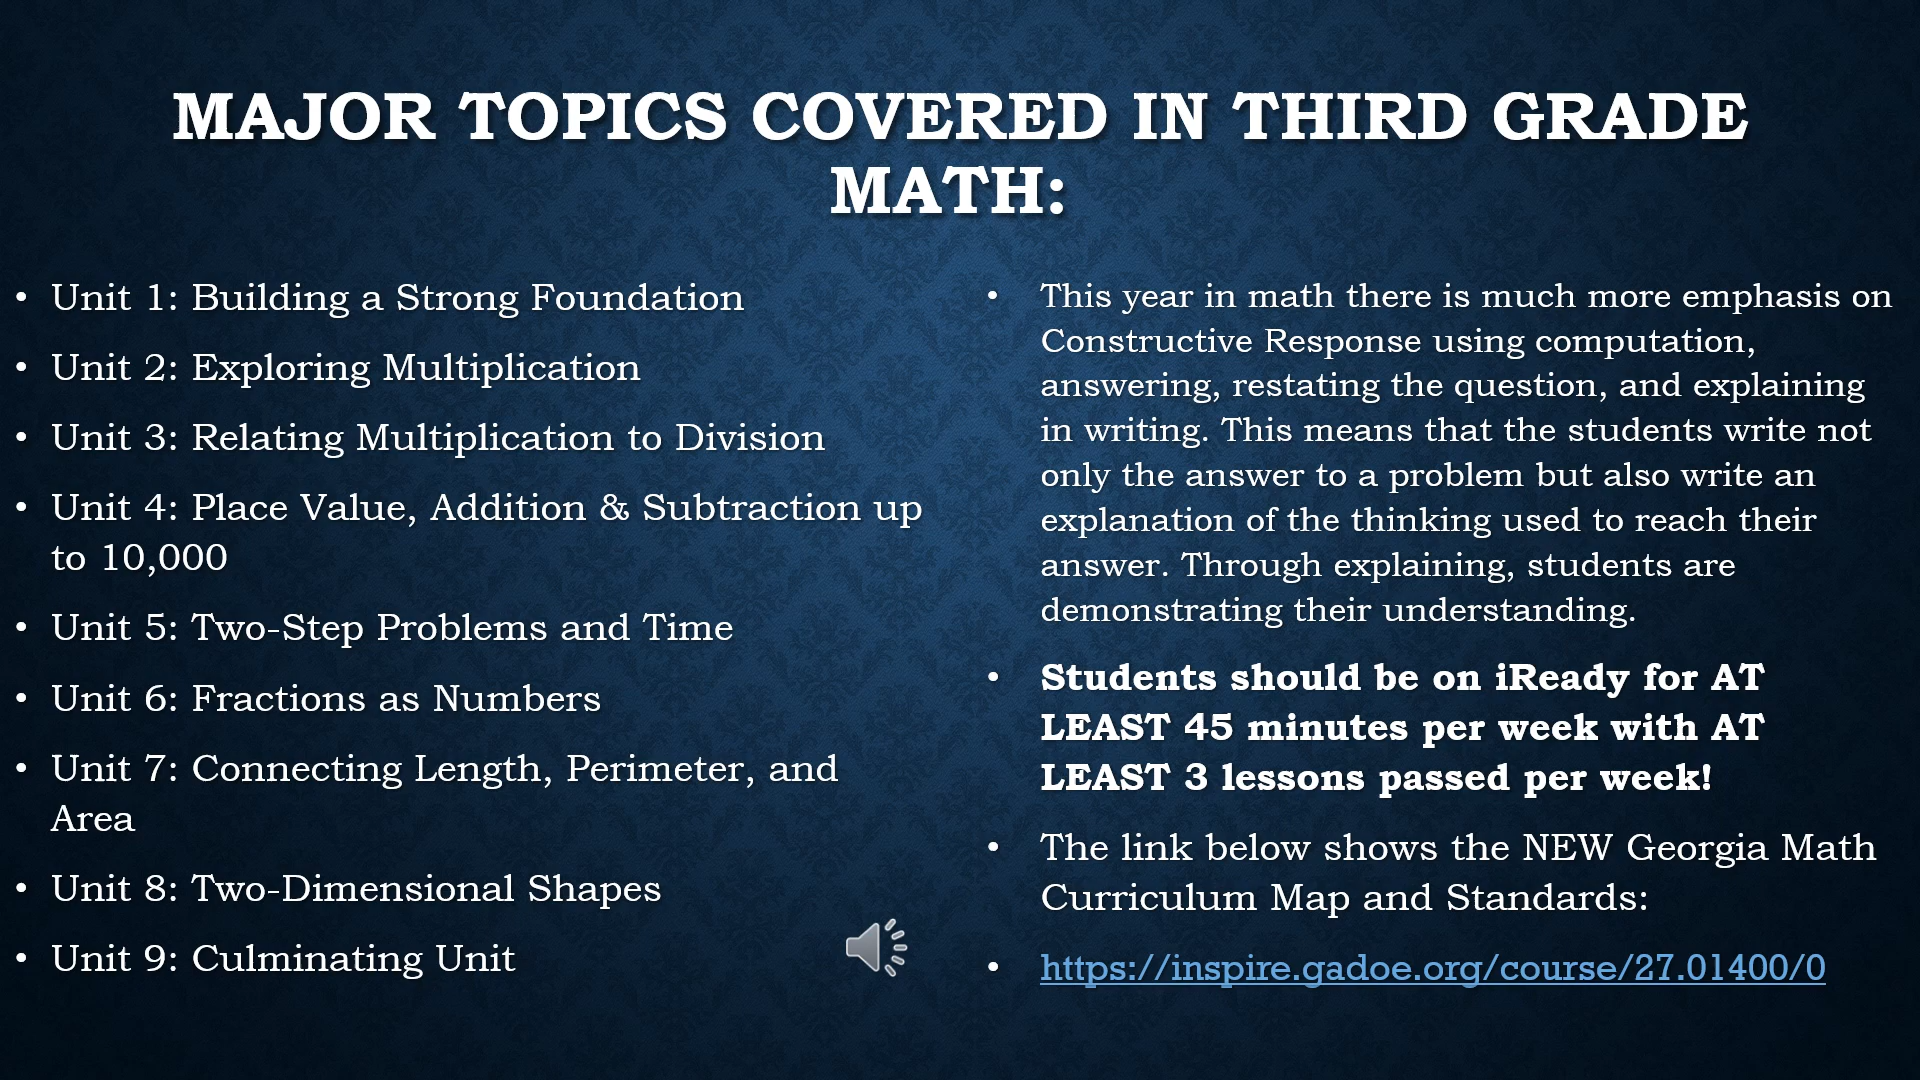 MAJOR TOPICS COVERED IN THIRD GRADE
MATH:
• Unit 1: Building a Strong Foundation
• Unit 2: Exploring Multiplication
• Unit 3: Relating Multiplication to Division
• Unit 4: Place Value, Addition & Subtraction up
to 10,000
• Unit 5: Two-Step Problems and Time
• Unit 6: Fractions as Numbers
• Unit 7: Connecting Length, Perimeter, and
Area
• Unit 8: Two-Dimensional Shapes
• Unit 9: Culminating Unit
• This year in math there is much more emphasis on
Constructive Response using computation,
answering, restating the question, and explaining
in writing. This means that the students write not
only the answer to a problem but also write an
explanation of the thinking used to reach their
answer. Through explaining, students are
demonstrating their understanding.
• Students should be on iReady for AT
LEAST 45 minutes per week with AT
LEAST 3 lessons passed per week!
• The link below shows the NEW Georgia Math
Curriculum Map and Standards:
• https://inspire.gadoe.org/course/27.01400/0